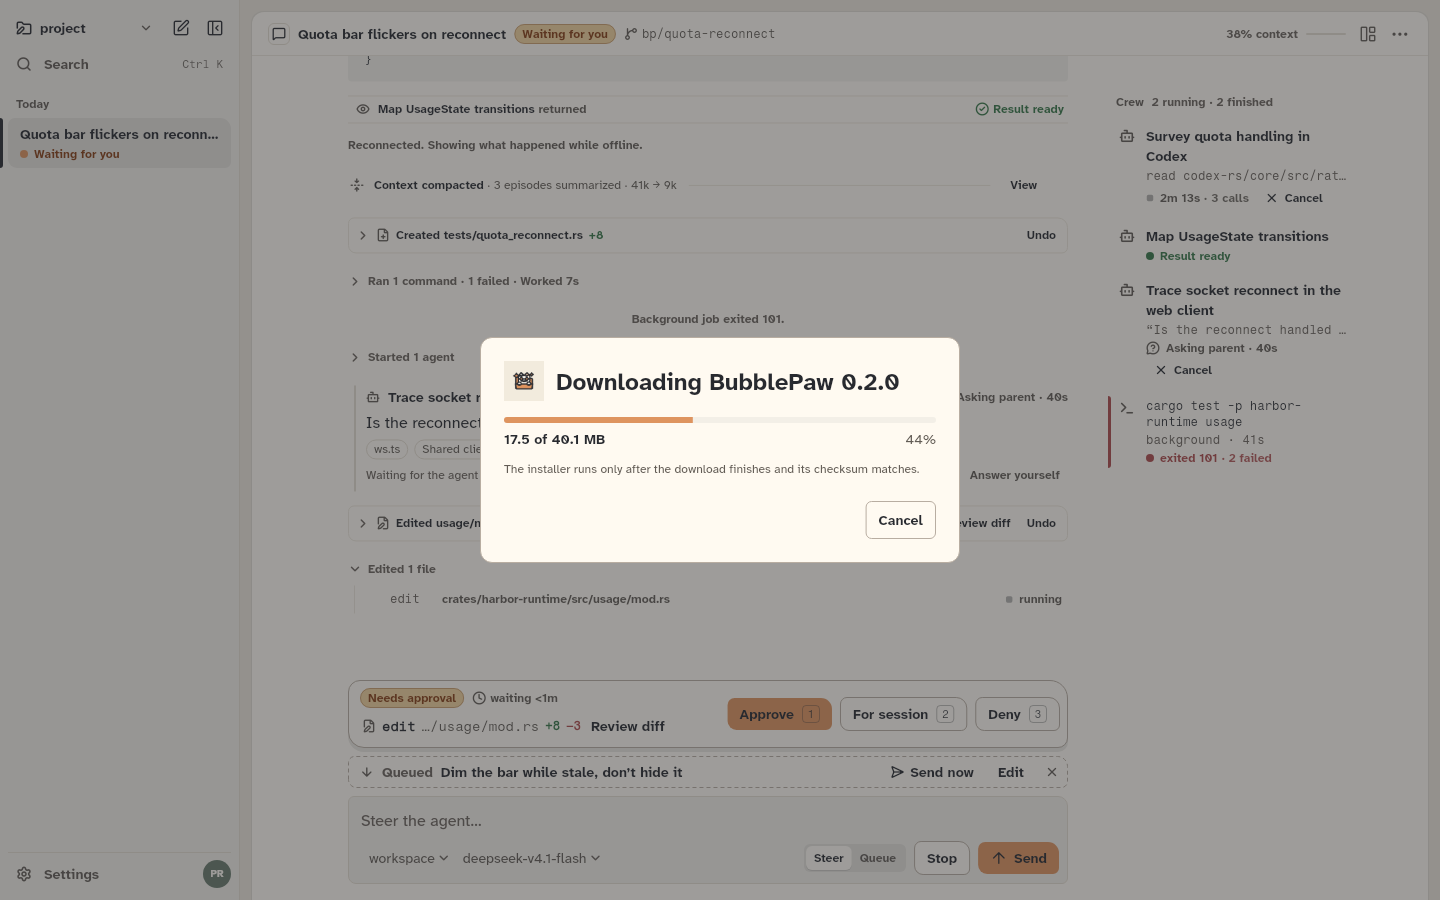 project
Search
Ctrl K
Today
Quota bar flickers on reconn...
Waiting for you
Settings
PR
Quota bar flickers on reconnect
Waiting for you
bp/quota-reconnect
38% context
}
Map UsageState transitions returned
Result ready
Reconnected. Showing what happened while offline.
Context compacted · 3 episodes summarized · 41k → 9k
View
Created tests/quota_reconnect.rs +8
Undo
Ran 1 command · 1 failed · Worked 7s
Background job exited 101.
Started 1 agent
Trace socket r
Asking parent · 40s
Is the reconnect
ws.ts
Shared clie
Waiting for the agent
Answer yourself
Edited usage/m
view diff
Undo
Edited 1 file
edit crates/harbor-runtime/src/usage/mod.rs
running
Downloading BubblePaw 0.2.0
17.5 of 40.1 MB
44%
The installer runs only after the download finishes and its checksum matches.
Cancel
Needs approval
waiting <1m
edit …/usage/mod.rs +8 −3 Review diff
Approve 1
For session 2
Deny 3
Queued Dim the bar while stale, don't hide it
Send now
Edit
Steer the agent…
workspace
deepseek-v4.1-flash
Steer
Queue
Stop
Send
Crew 2 running · 2 finished
Survey quota handling in
Codex
read codex-rs/core/src/rat…
2m 13s · 3 calls
Cancel
Map UsageState transitions
Result ready
Trace socket reconnect in the
web client
“Is the reconnect handled …
Asking parent · 40s
Cancel
cargo test -p harbor-
runtime usage
background · 41s
exited 101 · 2 failed